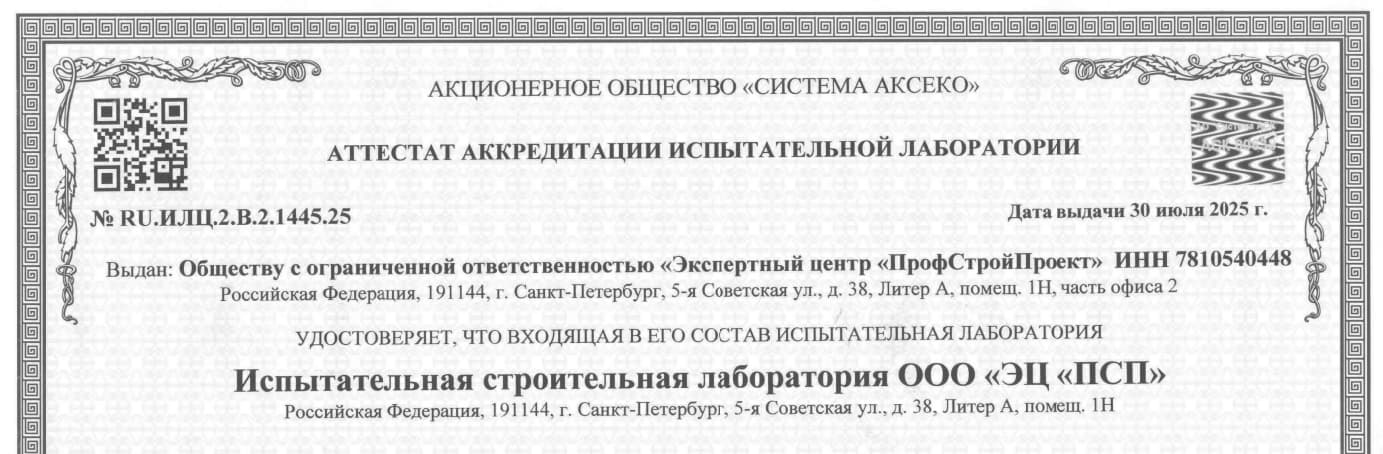 АКЦИОНЕРНОЕ ОБЩЕСТВО «СИСТЕМА АКСЕКО»
АТТЕСТАТ АККРЕДИТАЦИИ ИСПЫТАТЕЛЬНОЙ ЛАБОРАТОРИИ
№ RU.ИЛЦ.2.В.2.1445.25
Дата выдачи 30 июля 2025 г.
Выдан: Обществу с ограниченной ответственностью «Экспертный центр «ПрофСтройПроект» ИНН 7810540448
Российская Федерация, 191144, г. Санкт-Петербург, 5-я Советская ул., д. 38, Литер А, помещ. 1Н, часть офиса 2
УДОСТОВЕРЯЕТ, ЧТО ВХОДЯЩАЯ В ЕГО СОСТАВ ИСПЫТАТЕЛЬНАЯ ЛАБОРАТОРИЯ
Испытательная строительная лаборатория ООО «ЭЦ «ПСП»
Российская Федерация, 191144, г. Санкт-Петербург, 5-я Советская ул., д. 38, Литер А, помещ. 1Н